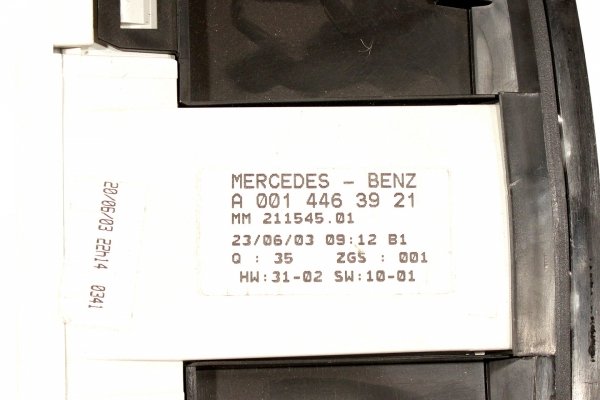 MERCEDES - BENZ
A 001 446 39 21
MM 211545.01
23/06/03 09:12 B1
Q : 35 ZGS : 001
HW:31-02 SW:10-01
20/06/03 22h14 0341